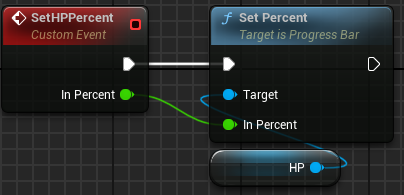 SetHPPercent
Custom Event
In Percent
f Set Percent
Target is Progress Bar
Target
In Percent
HP